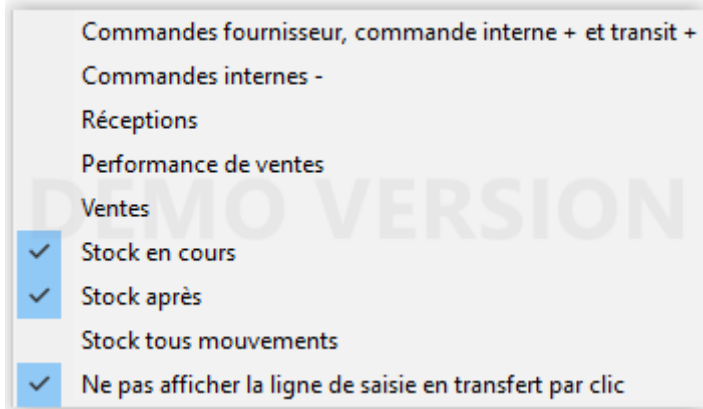 Commandes fournisseur, commande interne + et transit +
Commandes internes -
Réceptions
Performance de ventes
DEMO VERSION
Ventes
Stock en cours
Stock après
Stock tous mouvements
Ne pas afficher la ligne de saisie en transfert par clic